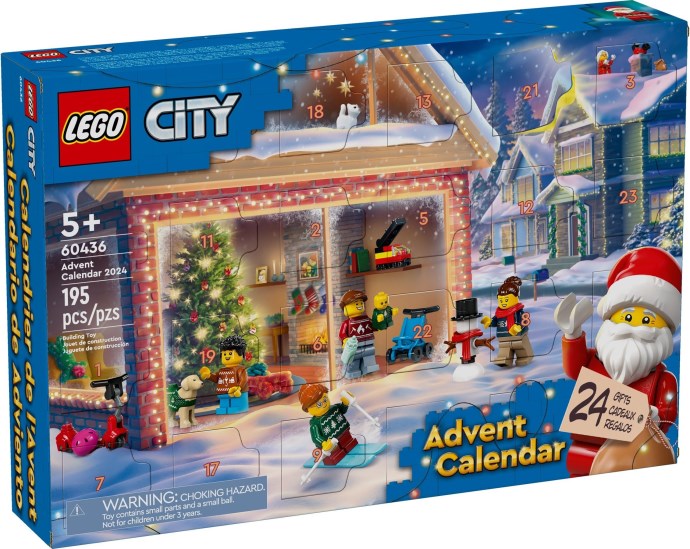 LEGO
CITY
5+
60436
Advent
Calendar 2024
195
pcs/pzs
Building Toy
Jouet de construction
Juguete de construcción
18
13
21
3
11
2
5
12
23
1
19
6
22
8
7
17
9
24
GIFTS
CADEAUX
REGALOS
Advent
Calendar
WARNING: CHOKING HAZARD.
Toy contains small parts and a small ball.
Not for children under 3 years.
LEGO
CITY
60436
Calendrier de l'Avent
Calendario de Adviento